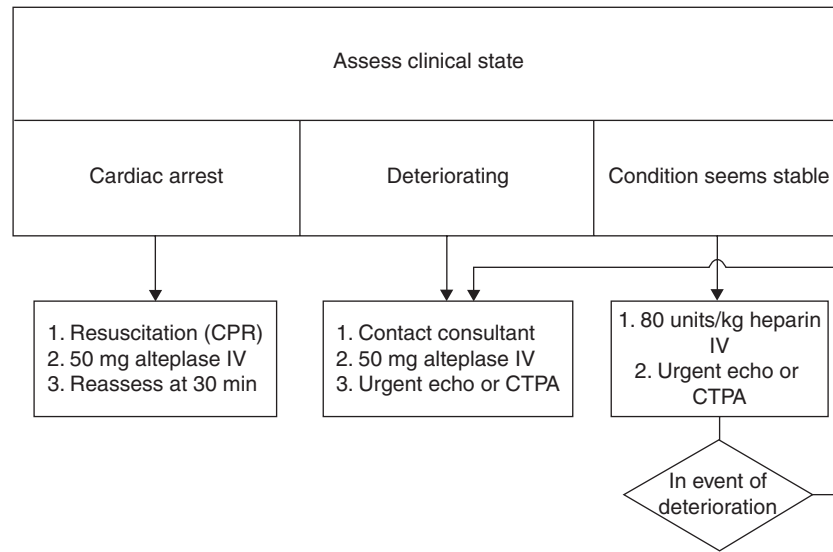 Assess clinical state
Cardiac arrest
Deteriorating
Condition seems stable
1. Resuscitation (CPR)
2. 50 mg alteplase IV
3. Reassess at 30 min
1. Contact consultant
2. 50 mg alteplase IV
3. Urgent echo or CTPA
1. 80 units/kg heparin
IV
2. Urgent echo or
CTPA
In event of
deterioration